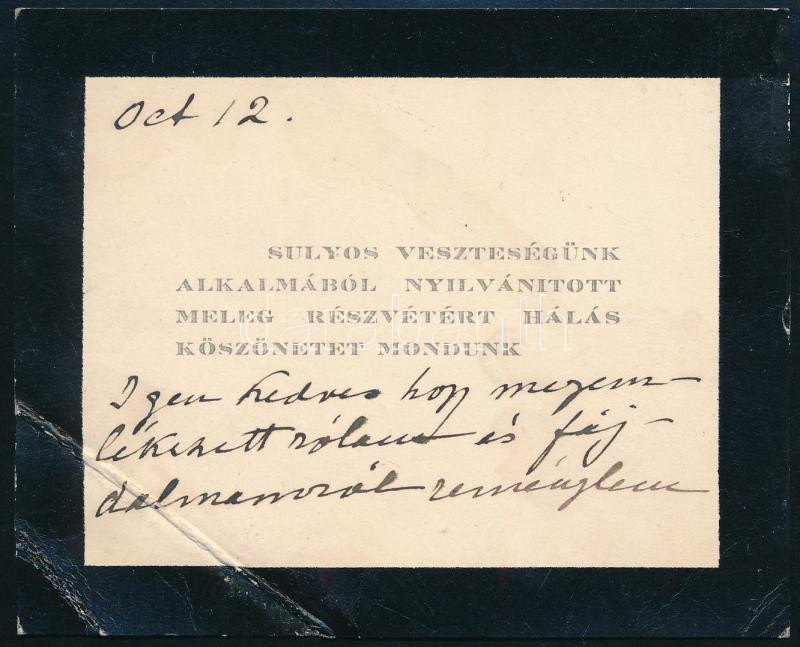 Oct 12.
SULYOS VESZTESÉGÜNK
ALKALMÁBÓL NYILVÁNITOTT
MELEG RÉSZVÉTÉRT HÁLÁS
KÖSZÖNETET MONDUNK
Igen kedves hogy megem-
lékezett rólam és fáj-
dalmamról reménylem